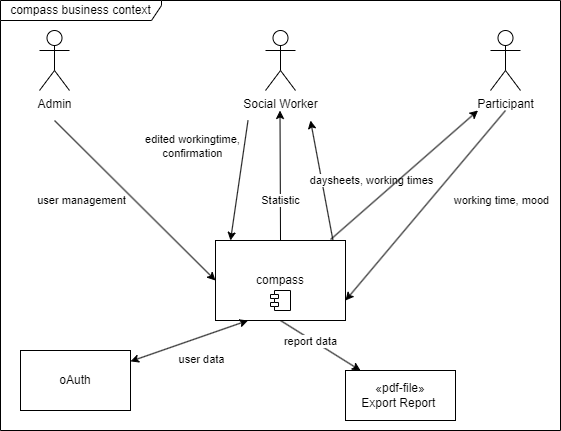 compass business context
Admin
Social Worker
Participant
edited workingtime,
confirmation
daysheets, working times
user management
Statistic
working time, mood
compass
report data
user data
oAuth
«pdf-file»
Export Report